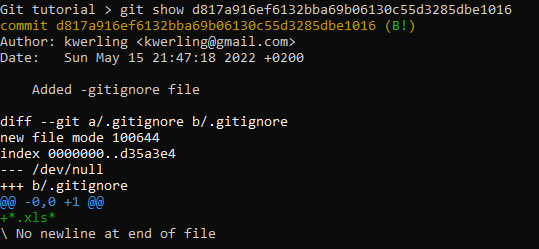 Git tutorial > git show d817a916ef6132bba69b06130c55d3285dbe1016
commit d817a916ef6132bba69b06130c55d3285dbe1016 (B!)
Author: kwerling <kwerling@gmail.com>
Date:   Sun May 15 21:47:18 2022 +0200

    Added -gitignore file

diff --git a/.gitignore b/.gitignore
new file mode 100644
index 0000000..d35a3e4
--- /dev/null
+++ b/.gitignore
@@ -0,0 +1 @@
+*.xls*
\ No newline at end of file